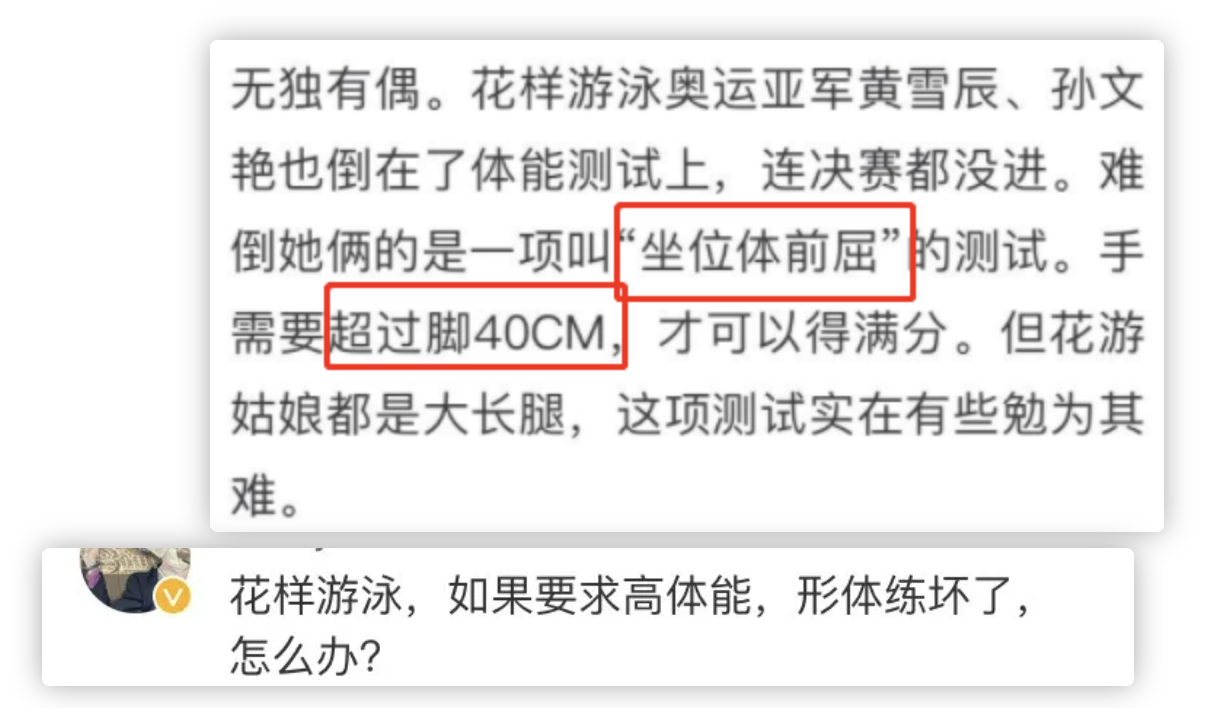 无独有偶。花样游泳奥运亚军黄雪辰、孙文
艳也倒在了体能测试上，连决赛都没进。难
倒她俩的是一项叫“坐位体前屈”的测试。手
需要超过脚40CM，才可以得满分。但花游
姑娘都是大长腿，这项测试实在有些勉为其
难。
花样游泳，如果要求高体能，形体练坏了，
怎么办?